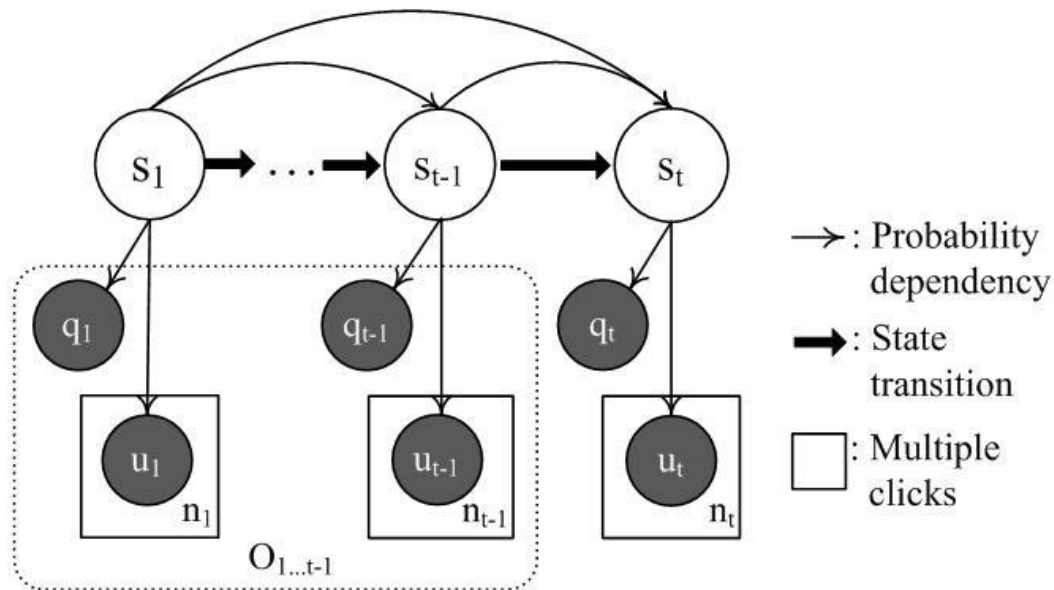 s₁ ... sₜ₋₁ sₜ
q₁ qₜ₋₁ qₜ
u₁ uₜ₋₁ uₜ
n₁ nₜ₋₁ nₜ
O₁...ₜ₋₁
: Probability
dependency
: State
transition
: Multiple
clicks